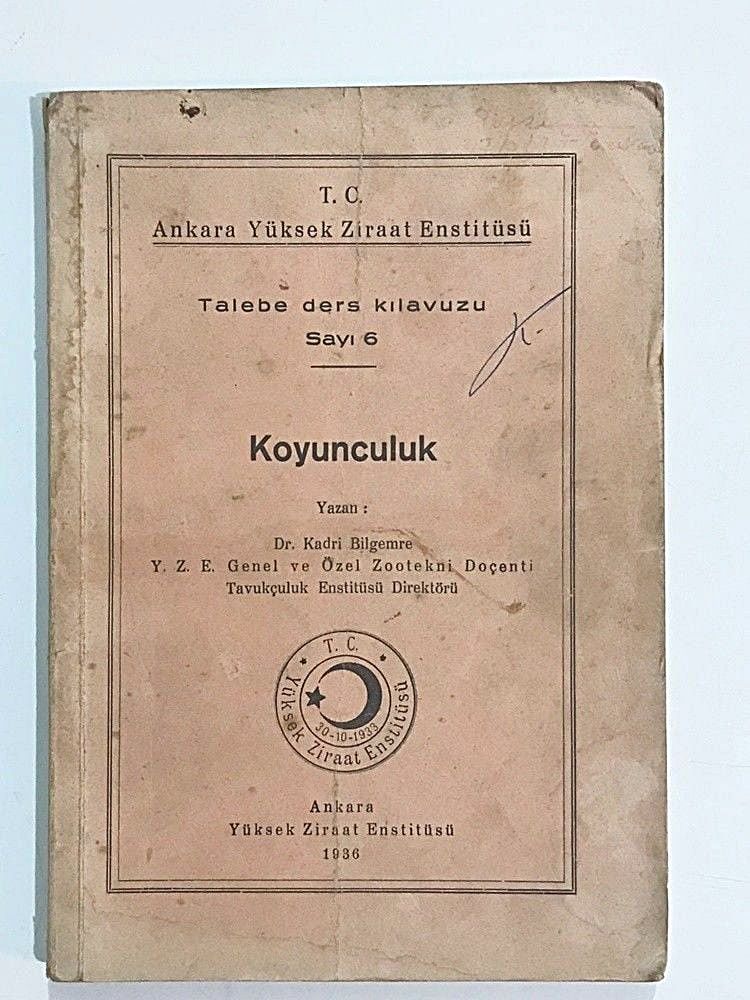 T. C.
Ankara Yüksek Ziraat Enstitüsü
Talebe ders kılavuzu
Sayı 6
Koyunculuk
Yazan :
Dr. Kadri Bilgemre
Y. Z. E. Genel ve Özel Zootekni Doçenti
Tavukçuluk Enstitüsü Direktörü
T. C.
Yüksek Ziraat Enstitüsü
30-10-1933
Ankara
Yüksek Ziraat Enstitüsü
1936